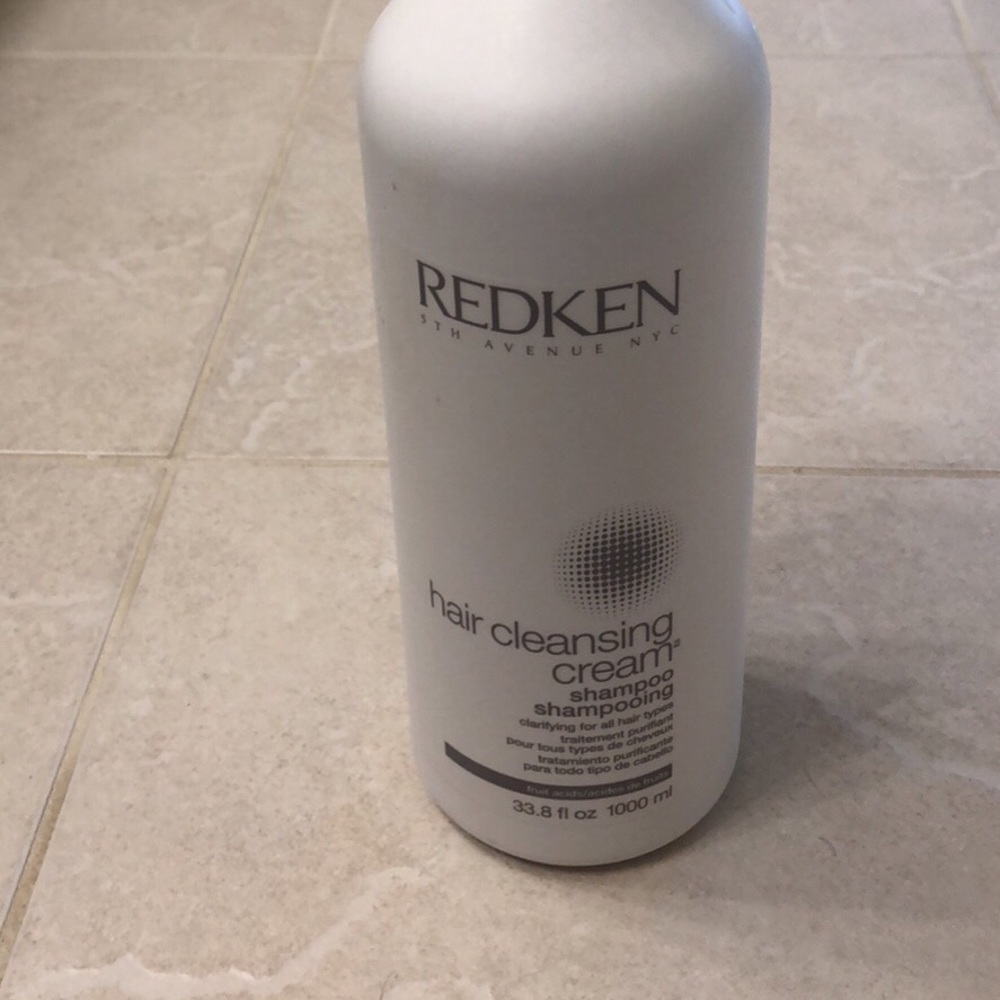 REDKEN
5TH AVENUE NYC
hair cleansing
cream
shampoo
shampooing
clarifying for all hair types
traitement purifiant
pour tous types de cheveux
tratamiento purificante
para todo tipo de cabello
fruit acids/acides de fruits
33.8 fl oz 1000 ml